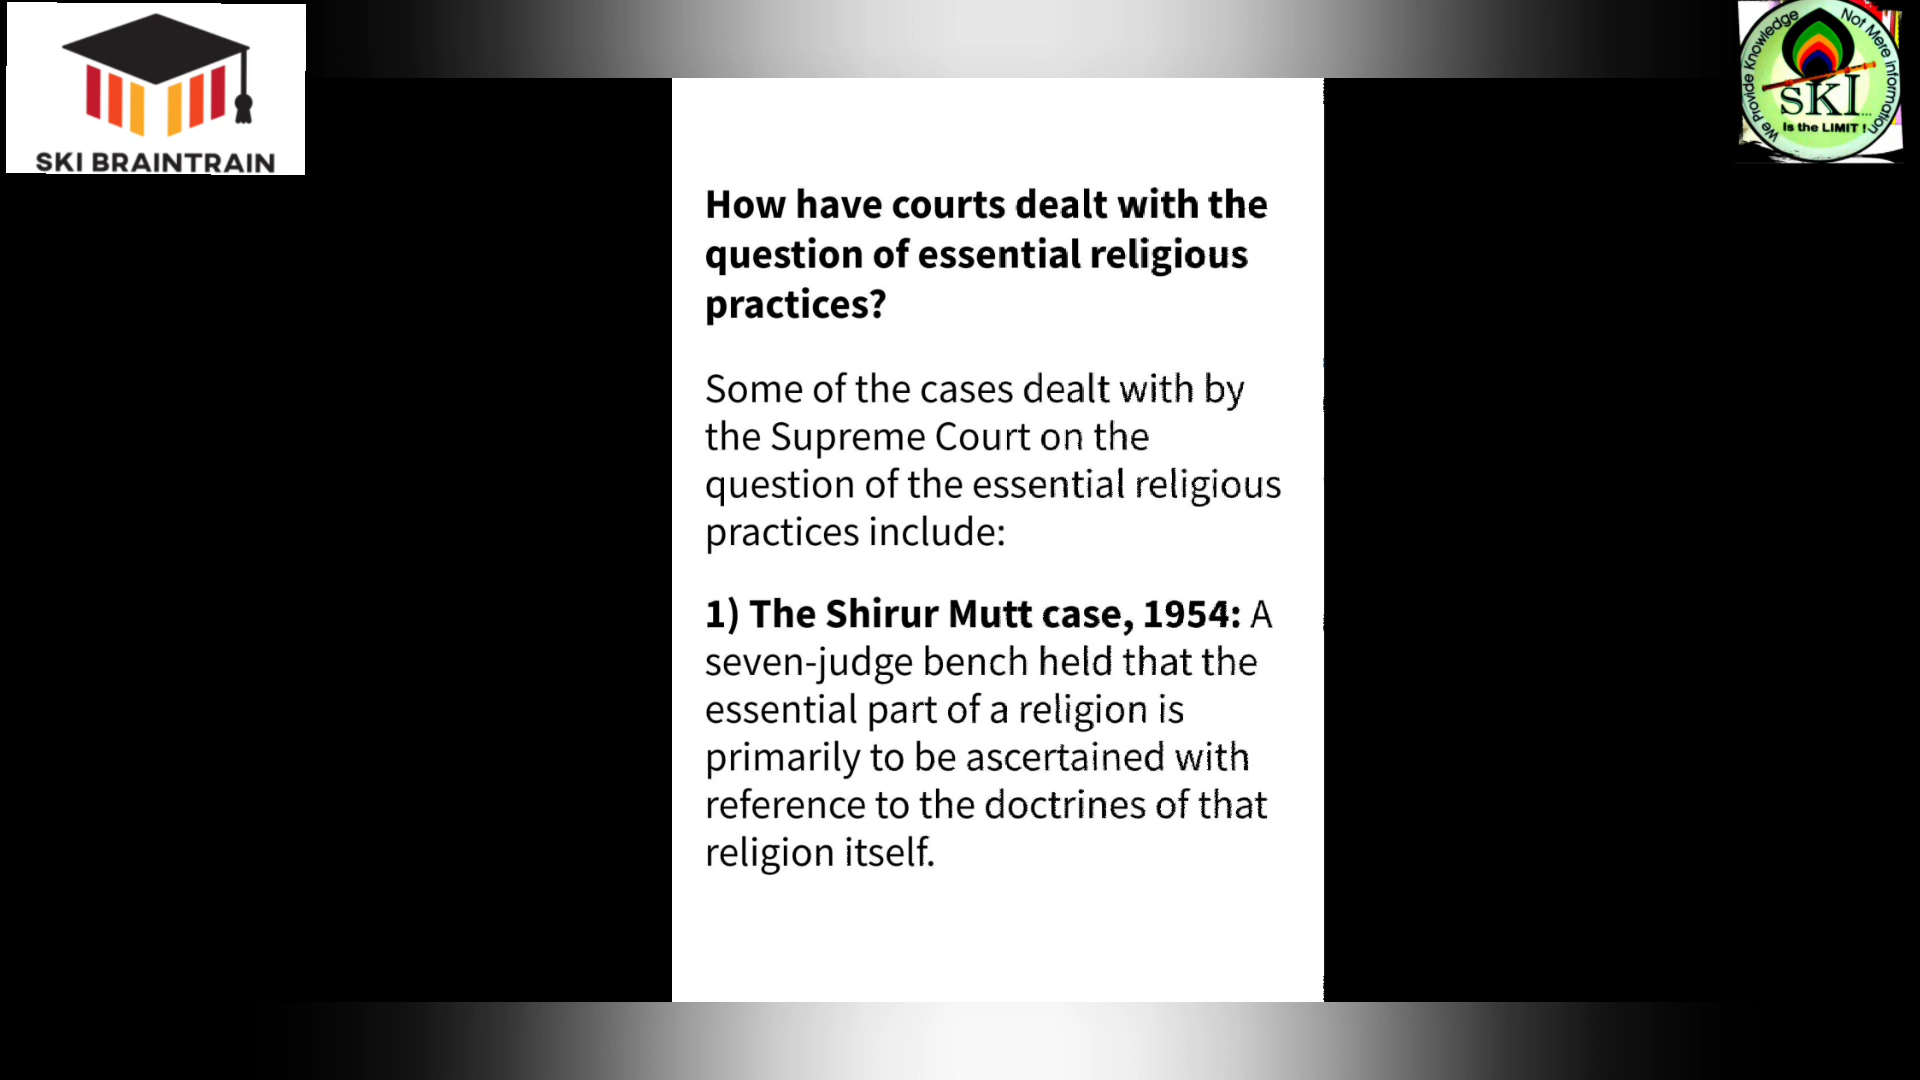 SKI BRAINTRAIN
We Provide Knowledge Not Mere Information
SKI...
Is the LIMIT !
How have courts dealt with the
question of essential religious
practices?
Some of the cases dealt with by
the Supreme Court on the
question of the essential religious
practices include:
1) The Shirur Mutt case, 1954: A
seven-judge bench held that the
essential part of a religion is
primarily to be ascertained with
reference to the doctrines of that
religion itself.